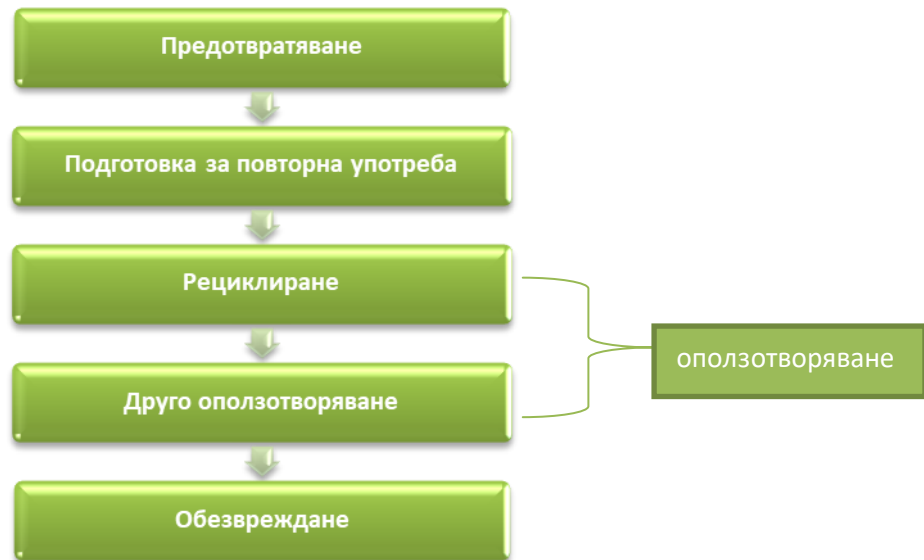 Предотвратяване
Подготовка за повторна употреба
Рециклиране
оползотворяване
Друго оползотворяване
Обезвреждане